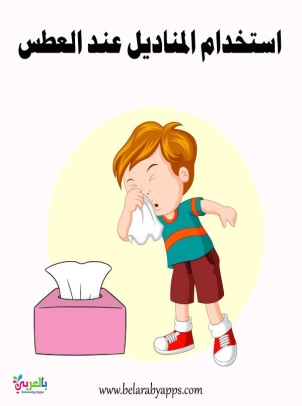 استخدام المناديل عند العطس
بالعربي
www.belarabyapps.com